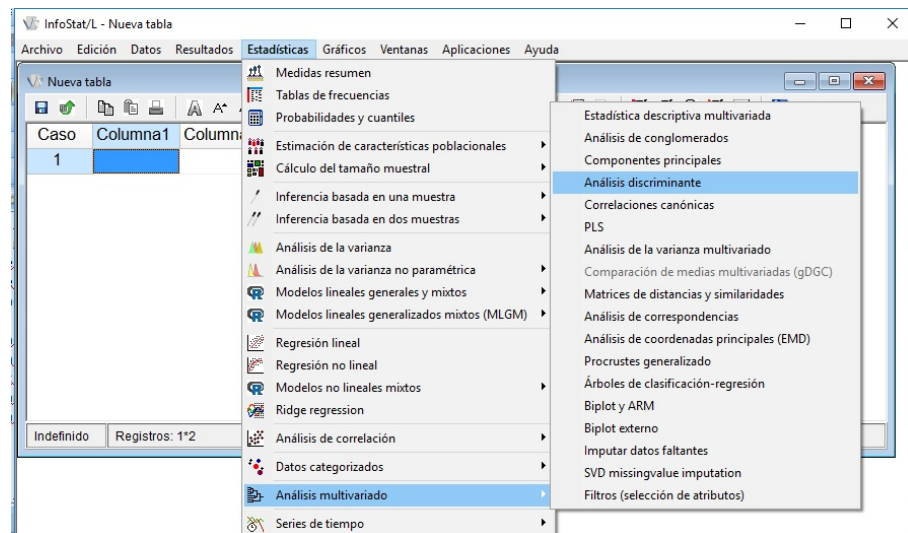 InfoStat/L - Nueva tabla
Archivo Edición Datos Resultados Estadísticas Gráficos Ventanas Aplicaciones Ayuda
Nueva tabla
Caso Columna1
1
Indefinido Registros: 1*2
Medidas resumen
Tablas de frecuencias
Probabilidades y cuantiles
Estimación de características poblacionales
Cálculo del tamaño muestral
Inferencia basada en una muestra
Inferencia basada en dos muestras
Análisis de la varianza
Análisis de la varianza no paramétrica
Modelos lineales generales y mixtos
Modelos lineales generalizados mixtos (MLGM)
Regresión lineal
Regresión no lineal
Modelos no lineales mixtos
Ridge regression
Análisis de correlación
Datos categorizados
Análisis multivariado
Series de tiempo
Estadística descriptiva multivariada
Análisis de conglomerados
Componentes principales
Análisis discriminante
Correlaciones canónicas
PLS
Análisis de la varianza multivariado
Comparación de medias multivariadas (gDGC)
Matrices de distancias y similaridades
Análisis de correspondencias
Análisis de coordenadas principales (EMD)
Procrustes generalizado
Árboles de clasificación-regresión
Biplot y ARM
Biplot externo
Imputar datos faltantes
SVD missingvalue imputation
Filtros (selección de atributos)